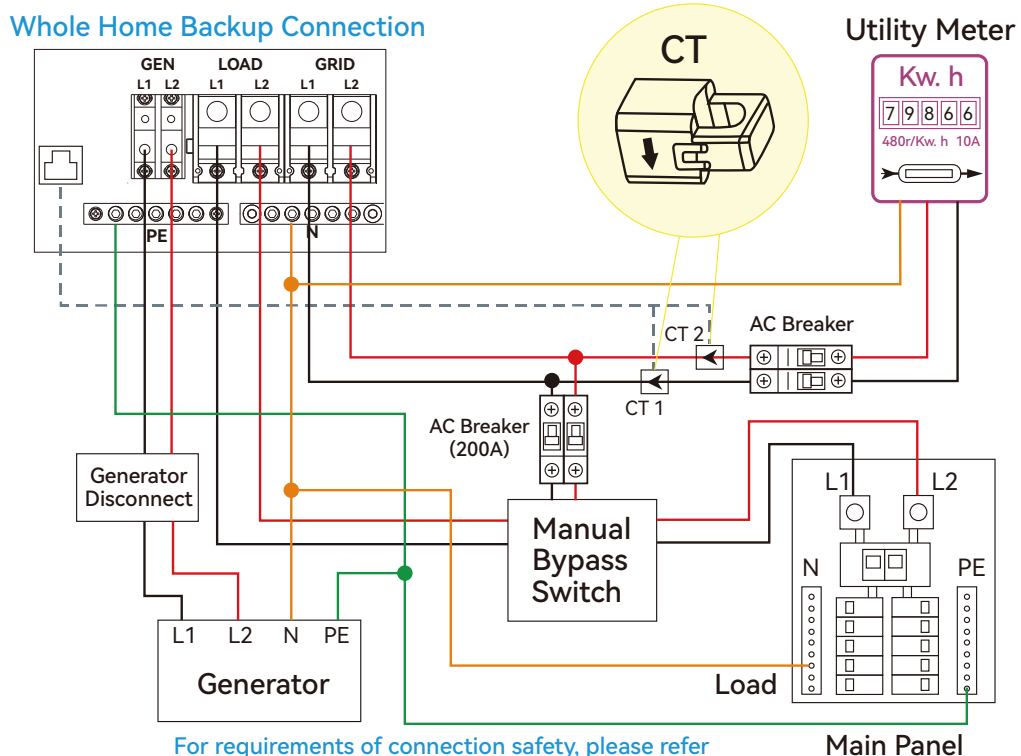 Whole Home Backup Connection
GEN
LOAD
GRID
L1
L2
L1
L2
L1
L2
PE
N
CT
Utility Meter
Kw. h
79866
480r/Kw. h 10A
CT 2
CT 1
AC Breaker
AC Breaker
(200A)
Generator
Disconnect
Manual
Bypass
Switch
L1
L2
N
PE
L1
L2
N
PE
Generator
Load
Main Panel
For requirements of connection safety, please refer